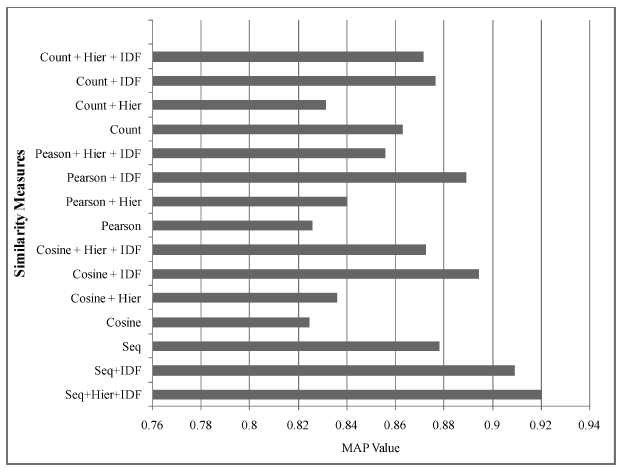 Similarity Measures
Count + Hier + IDF
Count + IDF
Count + Hier
Count
Peason + Hier + IDF
Pearson + IDF
Pearson + Hier
Pearson
Cosine + Hier + IDF
Cosine + IDF
Cosine + Hier
Cosine
Seq
Seq+IDF
Seq+Hier+IDF
0.76 0.78 0.8 0.82 0.84 0.86 0.88 0.9 0.92 0.94
MAP Value